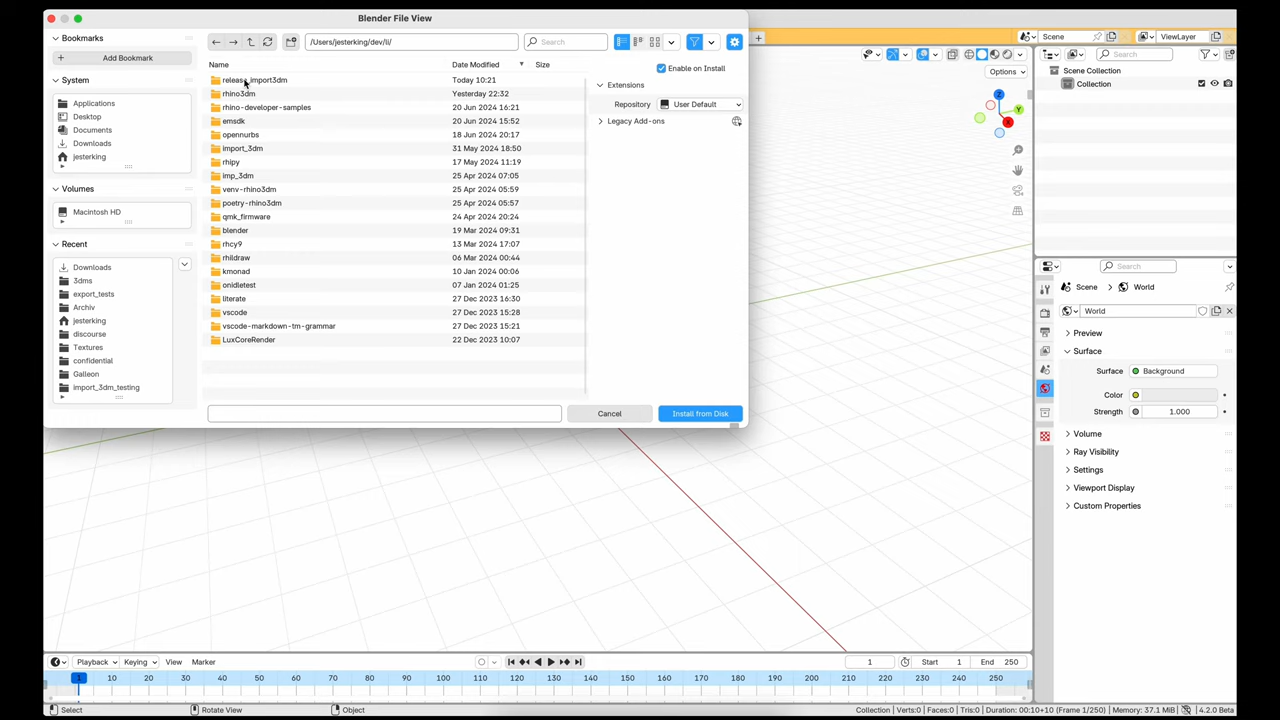 Blender File View
Bookmarks
Add Bookmark
System
Applications
Desktop
Documents
Downloads
jesterking
Volumes
Macintosh HD
Recent
Downloads
3dms
export_tests
Archiv
jesterking
discourse
Textures
confidential
Galleon
import_3dm_testing
/Users/jesterking/dev/li/
Search
Name Date Modified Size
release_import3dm Today 10:21
rhino3dm Yesterday 22:32
rhino-developer-samples 20 Jun 2024 16:21
emsdk 20 Jun 2024 15:52
opennurbs 18 Jun 2024 20:17
import_3dm 31 May 2024 18:50
rhipy 17 May 2024 11:19
imp_3dm 25 Apr 2024 07:05
venv-rhino3dm 25 Apr 2024 05:59
poetry-rhino3dm 25 Apr 2024 05:57
qmk_firmware 24 Apr 2024 20:24
blender 19 Mar 2024 09:31
rhcy9 13 Mar 2024 17:07
rhildraw 06 Mar 2024 00:44
kmonad 10 Jan 2024 00:06
onidletest 07 Jan 2024 01:25
literate 27 Dec 2023 16:30
vscode 27 Dec 2023 15:28
vscode-markdown-tm-grammar 27 Dec 2023 15:21
LuxCoreRender 22 Dec 2023 10:07
Enable on Install
Extensions
Repository User Default
Legacy Add-ons
Cancel Install from Disk
Scene ViewLayer
Options
Z
Y
X
Search
Scene Collection
Collection
Search
Scene World
World
Preview
Surface
Surface Background
Color
Strength 1.000
Volume
Ray Visibility
Settings
Viewport Display
Custom Properties
Playback Keying View Marker
1 Start 1 End 250
1 10 20 30 40 50 60 70 80 90 100 110 120 130 140 150 160 170 180 190 200 210 220 230 240 250
Select Rotate View Object
Collection | Verts:0 | Faces:0 | Tris:0 | Duration: 00:10+10 (Frame 1/250) | Memory: 37.1 MiB | 4.2.0 Beta